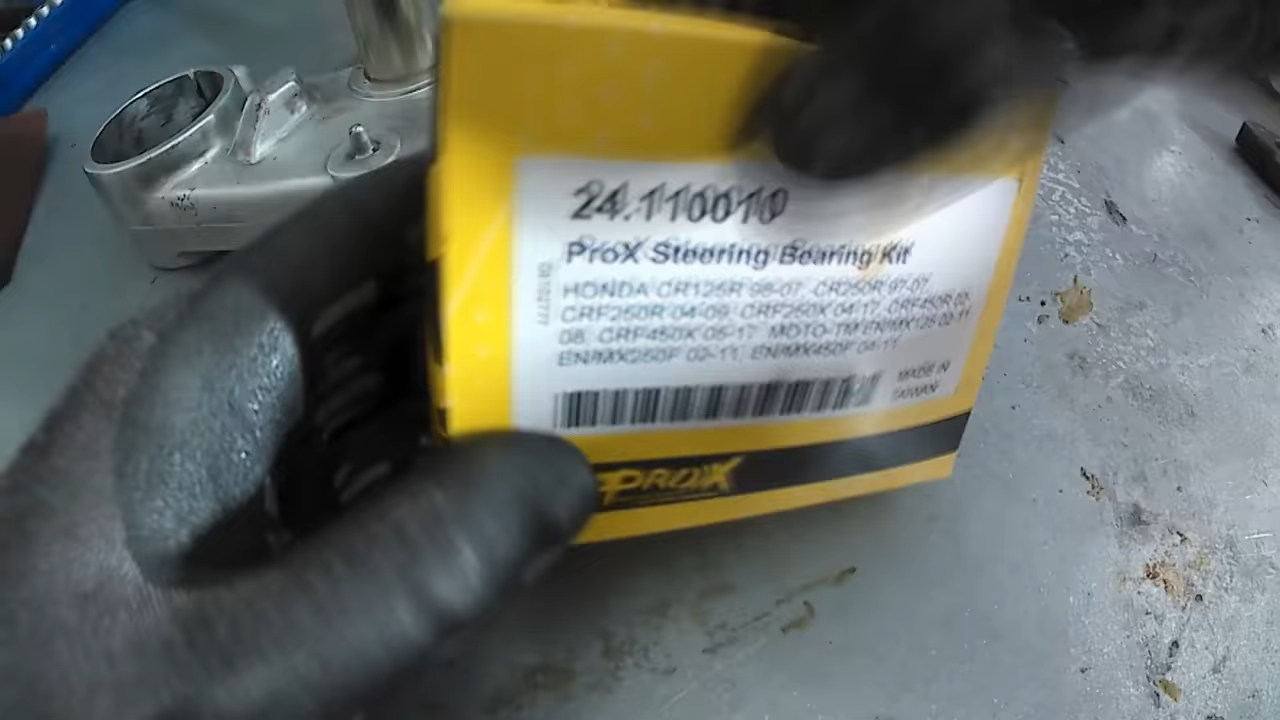 24.110010
ProX Steering Bearing Kit
HONDA CR125R 98-07, CR250R 97-07,
CRF250R 04-09, CRF250X 04-17, CRF450R 02-
08, CRF450X 05-17, MOTO-TM EN/MX125 02-11
EN/MX250F 02-11, EN/MX450F 04-11
MADE IN
TAIWAN
PROX